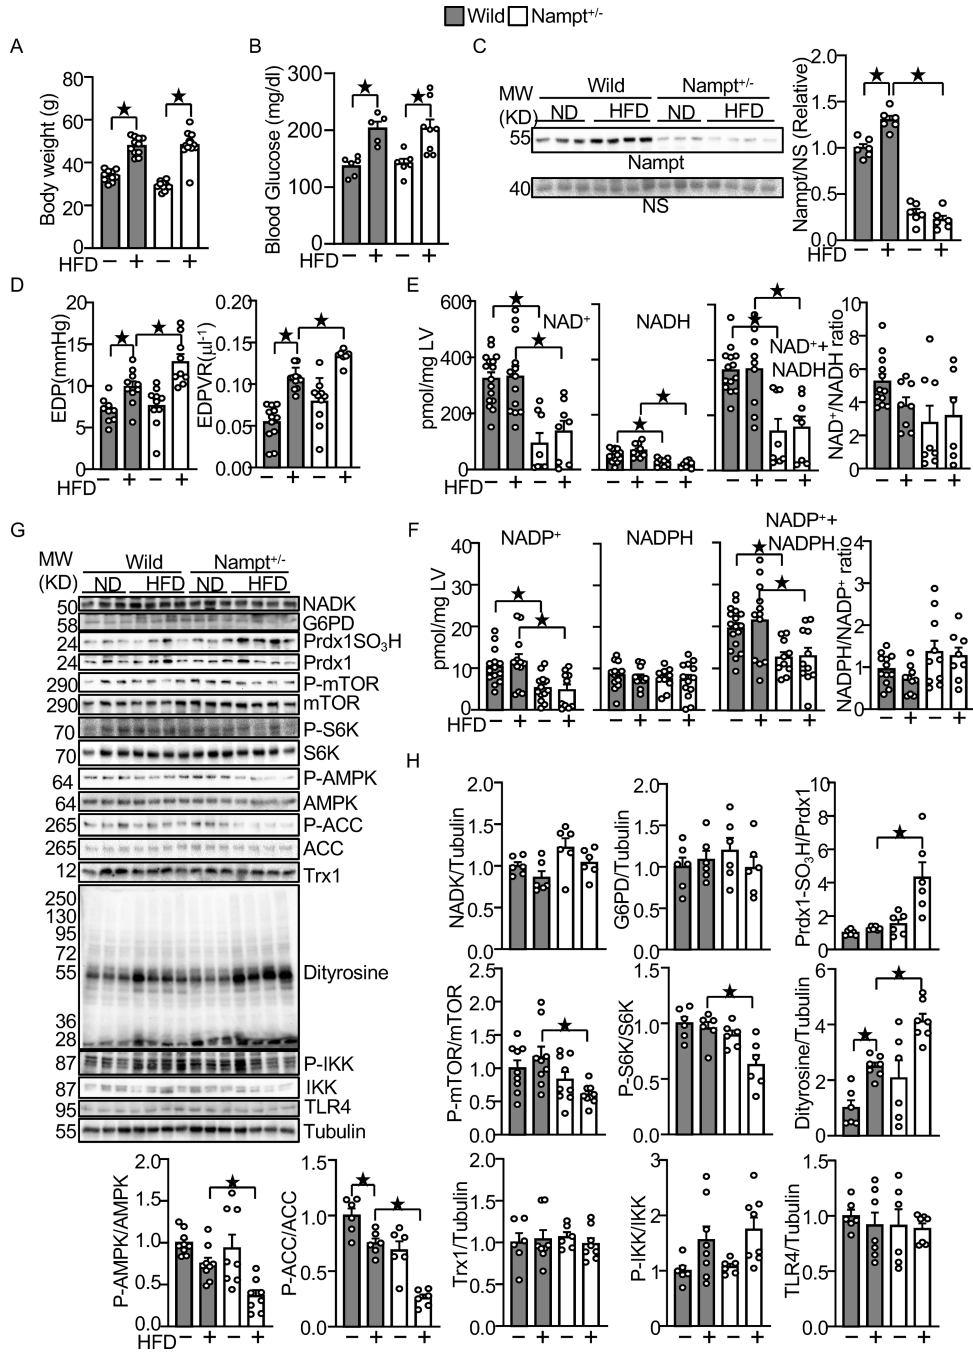 Wild Nampt+/-
A
Body weight (g)
80
60
40
20
0
HFD − + − +
B
Blood Glucose (mg/dl)
300
200
100
0
− + − +
C
Wild Nampt+/-
MW
(KD)
ND HFD ND HFD
55
Nampt
40
NS
Nampt/NS (Relative)
2.0
1.5
1.0
0.5
0.0
HFD − + − +
D
EDP(mmHg)
20
15
10
5
0
HFD − + − +
EDPVR(μl-1)
0.20
0.15
0.10
0.05
0.00
− + − +
E
pmol/mg LV
600
400
200
0
NAD+
HFD − + − +
NADH
− + − +
NAD++
NADH
− + − +
NAD+/NADH ratio
10
8
6
4
2
0
− + − +
G
MW
(KD)
Wild Nampt+/-
ND HFD ND HFD
50 NADK
58 G6PD
24 Prdx1SO3H
24 Prdx1
290 P-mTOR
290 mTOR
70 P-S6K
70 S6K
64 P-AMPK
64 AMPK
265 P-ACC
265 ACC
12 Trx1
250
130
95
72
55 Dityrosine
36
28
87 P-IKK
87 IKK
95 TLR4
55 Tubulin
F
pmol/mg LV
40
30
20
10
0
NADP+
HFD − + − +
NADPH
− + − +
NADP++
NADPH
− + − +
NADPH/NADP+ ratio
4
3
2
1
0
− + − +
H
NADK/Tubulin
2.0
1.5
1.0
0.5
0.0
G6PD/Tubulin
2.0
1.5
1.0
0.5
0.0
Prdx1-SO3H/Prdx1
10
8
6
4
2
0
P-mTOR/mTOR
2.5
2.0
1.5
1.0
0.5
0.0
P-S6K/S6K
1.5
1.0
0.5
0.0
Dityrosine/Tubulin
6
4
2
0
P-AMPK/AMPK
2.0
1.5
1.0
0.5
0.0
HFD − + − +
P-ACC/ACC
1.5
1.0
0.5
0.0
− + − +
Trx1/Tubulin
2.0
1.5
1.0
0.5
0.0
− + − +
P-IKK/IKK
3
2
1
0
− + − +
TLR4/Tubulin
2.0
1.5
1.0
0.5
0.0
− + − +